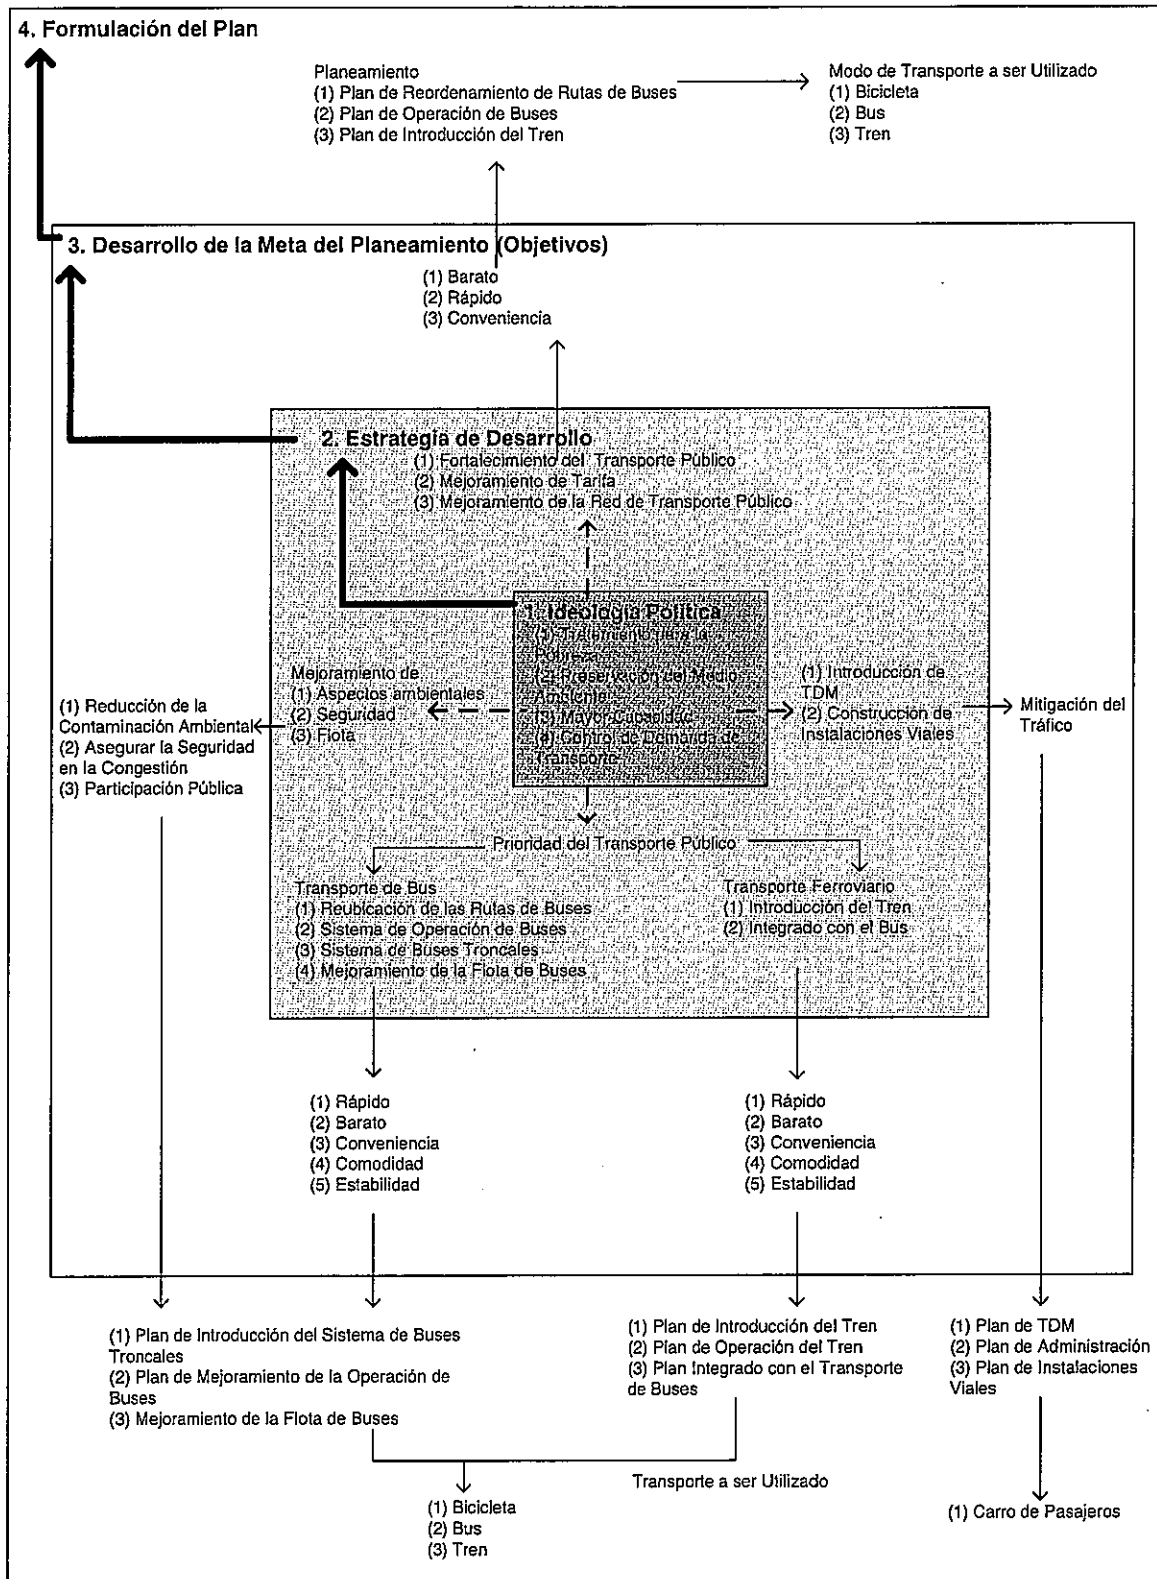 4. Formulación del Plan
Planeamiento
(1) Plan de Reordenamiento de Rutas de Buses
(2) Plan de Operación de Buses
(3) Plan de Introducción del Tren
Modo de Transporte a ser Utilizado
(1) Bicicleta
(2) Bus
(3) Tren
3. Desarrollo de la Meta del Planeamiento (Objetivos)
(1) Barato
(2) Rápido
(3) Conveniencia
2. Estrategia de Desarrollo
(1) Fortalecimiento del Transporte Público
(2) Mejoramiento de Tarifa
(3) Mejoramiento de la Red de Transporte Público
1. Ideología Política
(1) Tratamiento para la
Pobreza
(2) Preservación del Medio
Ambiente
(3) Mayor Capacidad
(4) Control de Demanda de
Transporte
Mejoramiento de
(1) Aspectos ambientales
(2) Seguridad
(3) Flota
(1) Reducción de la
Contaminación Ambiental
(2) Asegurar la Seguridad
en la Congestión
(3) Participación Pública
(1) Introducción de
TDM
(2) Construcción de
Instalaciones Viales
Mitigación del
Tráfico
Prioridad del Transporte Público
Transporte de Bus
(1) Reubicación de las Rutas de Buses
(2) Sistema de Operación de Buses
(3) Sistema de Buses Troncales
(4) Mejoramiento de la Flota de Buses
Transporte Ferroviario
(1) Introducción del Tren
(2) Integrado con el Bus
(1) Rápido
(2) Barato
(3) Conveniencia
(4) Comodidad
(5) Estabilidad
(1) Rápido
(2) Barato
(3) Conveniencia
(4) Comodidad
(5) Estabilidad
(1) Plan de Introducción del Sistema de Buses
Troncales
(2) Plan de Mejoramiento de la Operación de
Buses
(3) Mejoramiento de la Flota de Buses
(1) Plan de Introducción del Tren
(2) Plan de Operación del Tren
(3) Plan Integrado con el Transporte
de Buses
(1) Plan de TDM
(2) Plan de Administración
(3) Plan de Instalaciones
Viales
Transporte a ser Utilizado
(1) Bicicleta
(2) Bus
(3) Tren
(1) Carro de Pasajeros